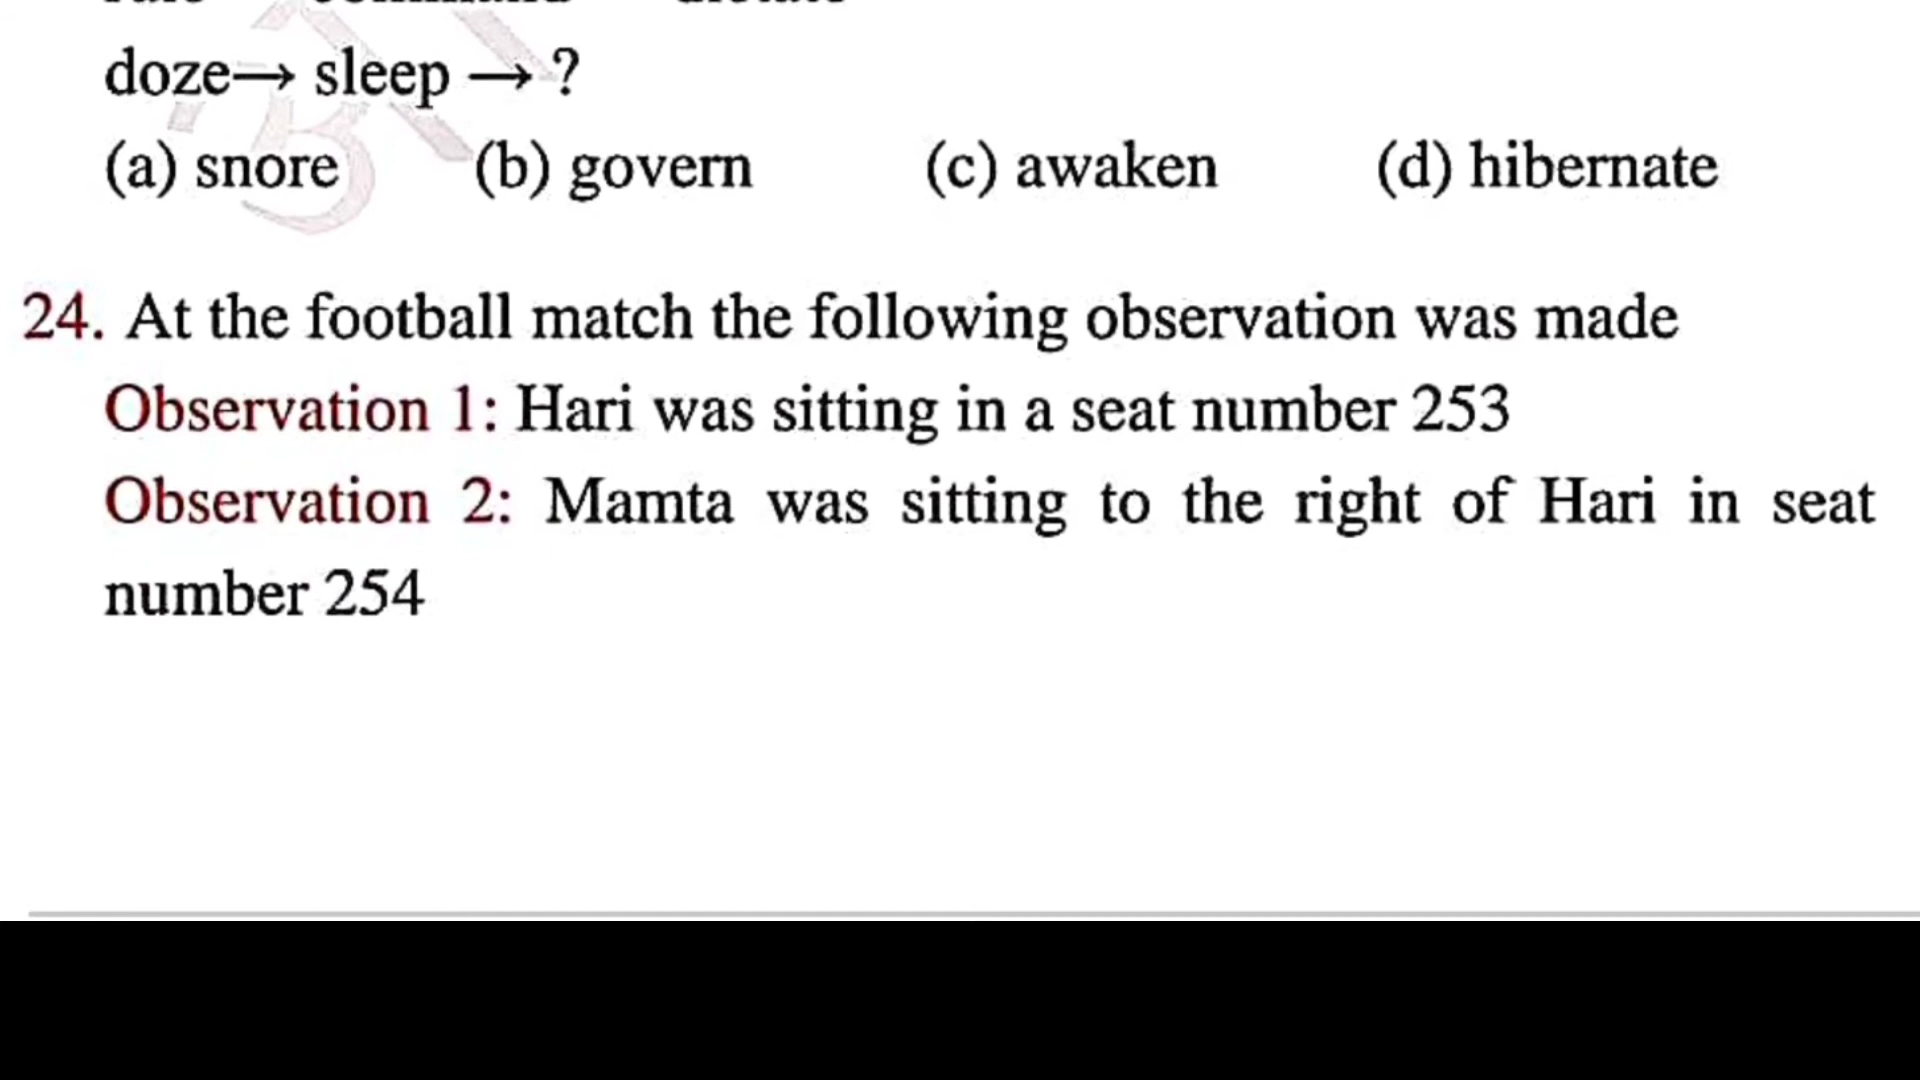 doze→ sleep → ?
(a) snore (b) govern (c) awaken (d) hibernate
24. At the football match the following observation was made
Observation 1: Hari was sitting in a seat number 253
Observation 2: Mamta was sitting to the right of Hari in seat
number 254